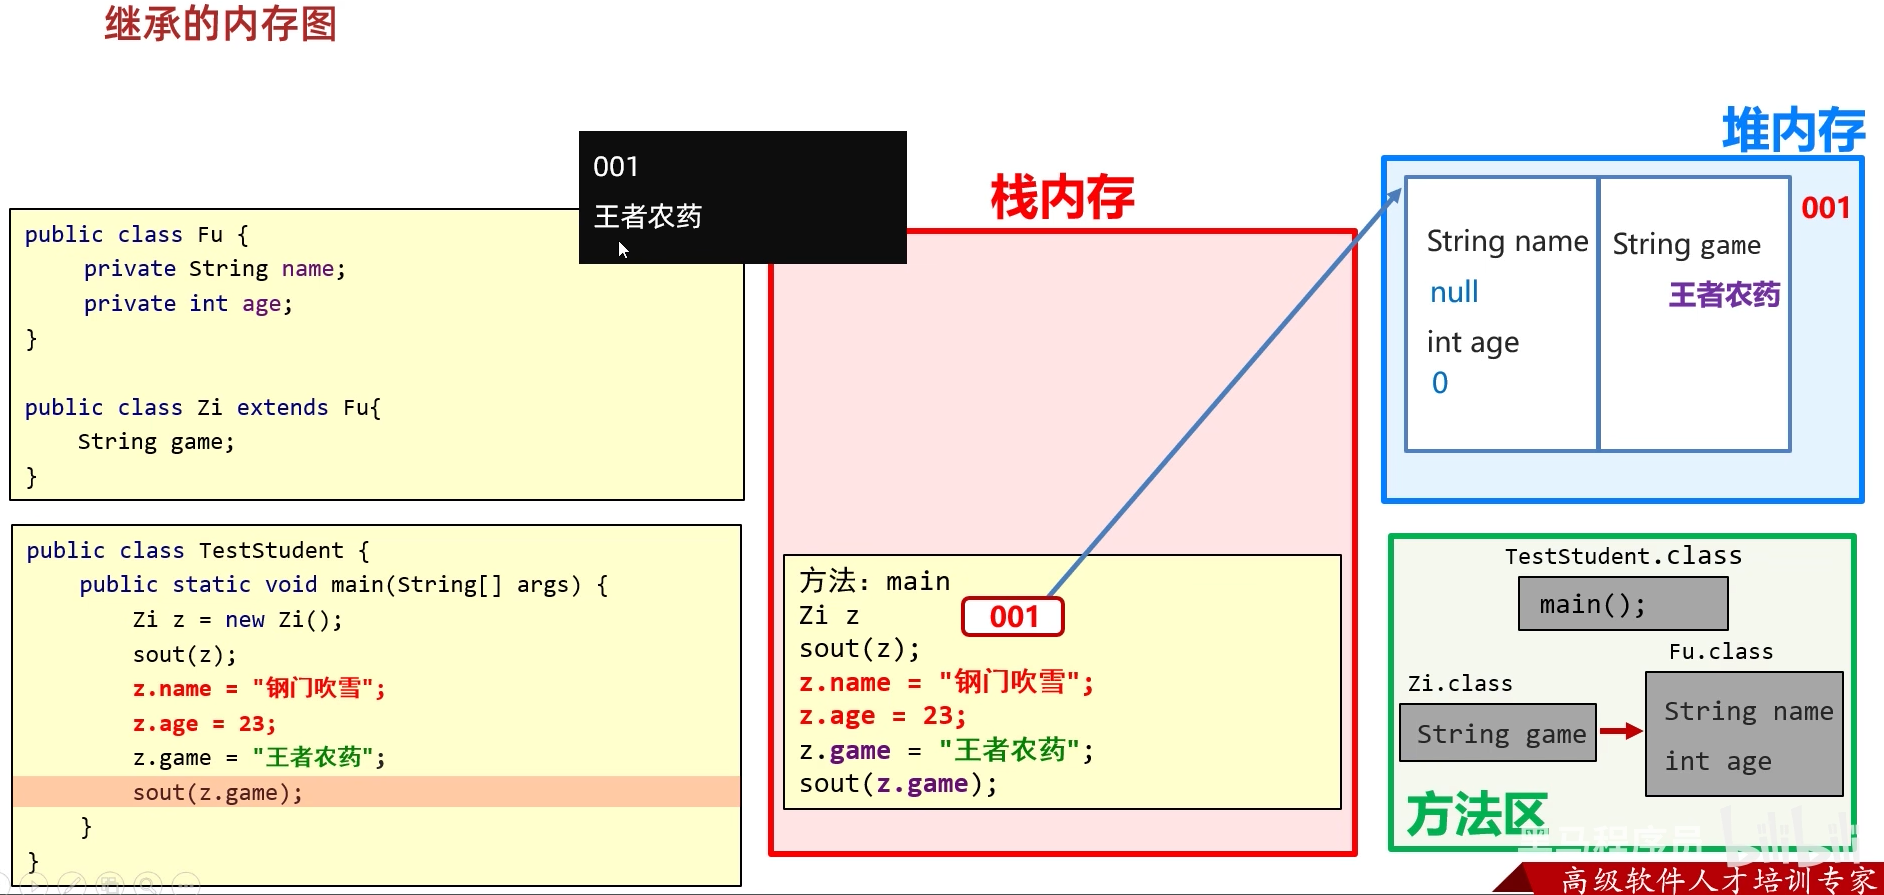 继承的内存图
001
王者农药
public class Fu {
private String name;
private int age;
}
public class Zi extends Fu{
String game;
}
public class TestStudent {
public static void main(String[] args) {
Zi z = new Zi();
sout(z);
z.name = "钢门吹雪";
z.age = 23;
z.game = "王者农药";
sout(z.game);
}
}
栈内存
方法：main
Zi z 001
sout(z);
z.name = "钢门吹雪";
z.age = 23;
z.game = "王者农药";
sout(z.game);
堆内存
001
String name
null
int age
0
String game
王者农药
TestStudent.class
main();
Fu.class
String name
int age
Zi.class
String game
方法区
黑马程序员
bilibili
高级软件人才培训专家